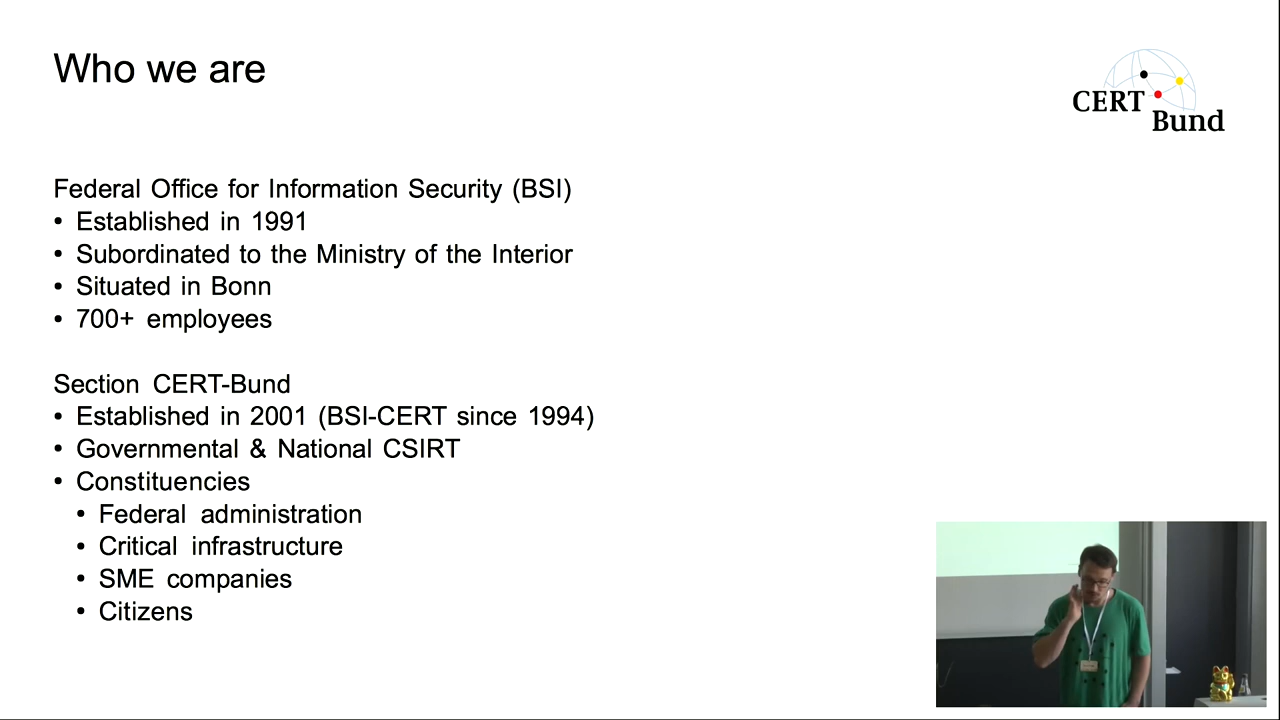 Who we are
CERT
Bund
Federal Office for Information Security (BSI)
• Established in 1991
• Subordinated to the Ministry of the Interior
• Situated in Bonn
• 700+ employees
Section CERT-Bund
• Established in 2001 (BSI-CERT since 1994)
• Governmental & National CSIRT
• Constituencies
• Federal administration
• Critical infrastructure
• SME companies
• Citizens